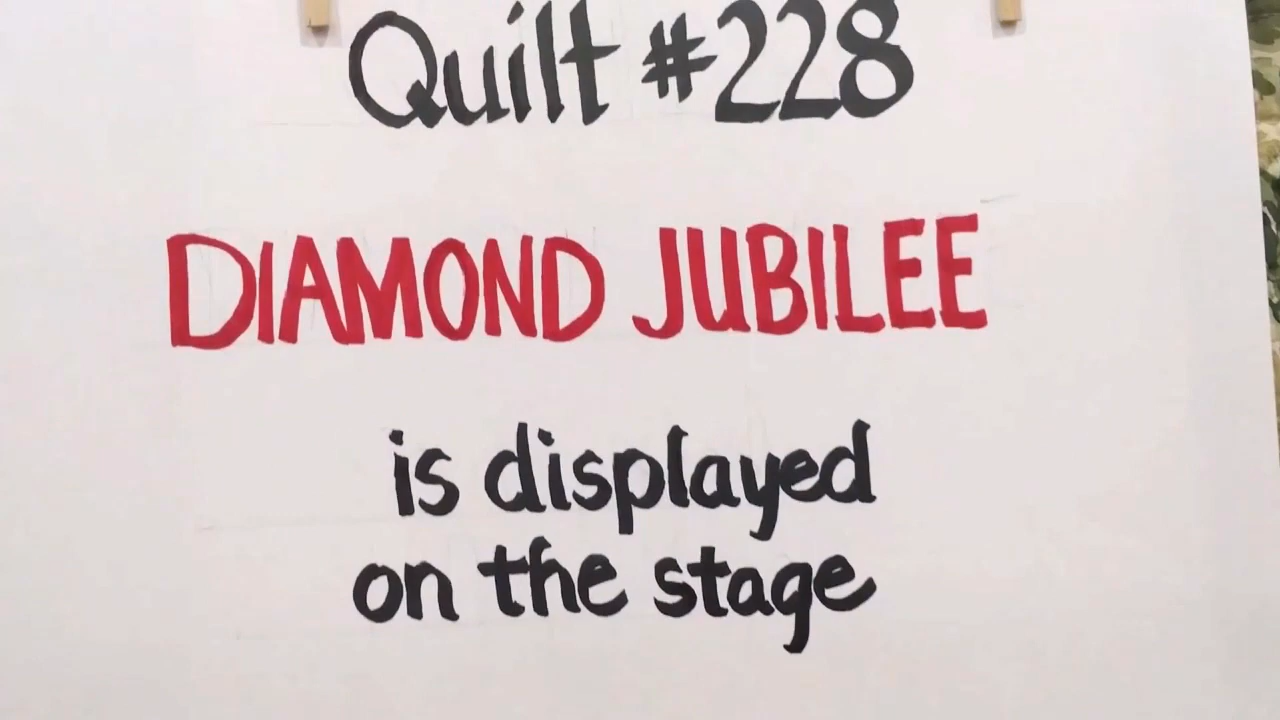 Quilt #228
DIAMOND JUBILEE
is displayed
on the stage